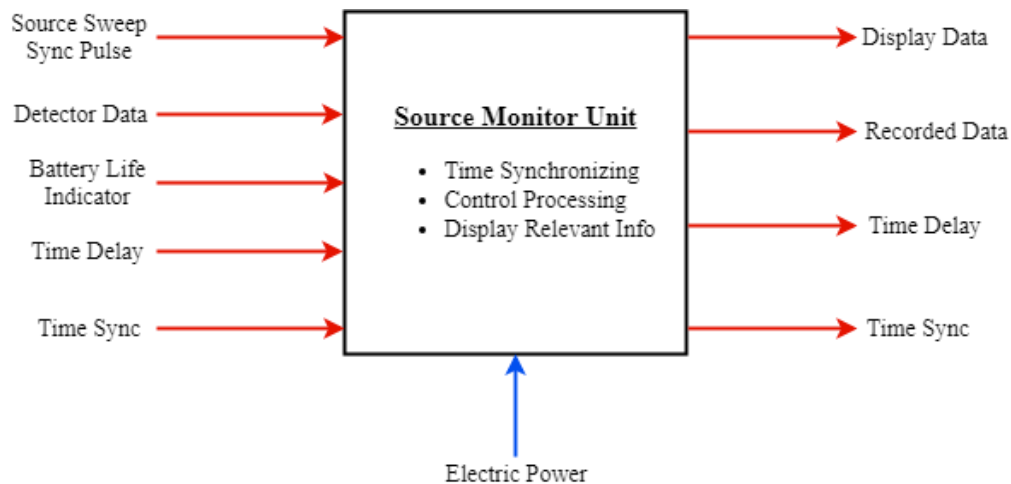 Source Sweep
Sync Pulse
Detector Data
Battery Life
Indicator
Time Delay
Time Sync
Source Monitor Unit
• Time Synchronizing
• Control Processing
• Display Relevant Info
Display Data
Recorded Data
Time Delay
Time Sync
Electric Power